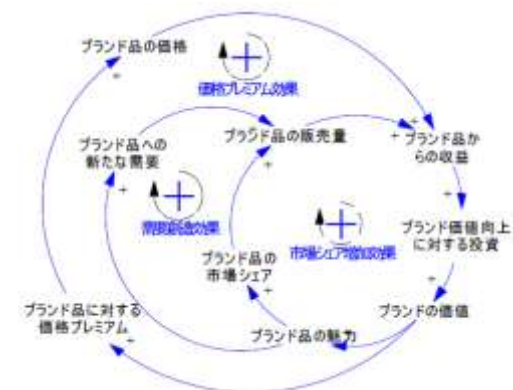 ブランド品の価格
価格プレミアム効果
ブランド品への
新たな需要
ブランド品の販売量
ブランド品か
らの収益
需要創造効果
市場シェア増加効果
ブランド価値向上
に対する投資
ブランド品の
市場シェア
ブランド品に対する
価格プレミアム
ブランドの価値
ブランド品の魅力